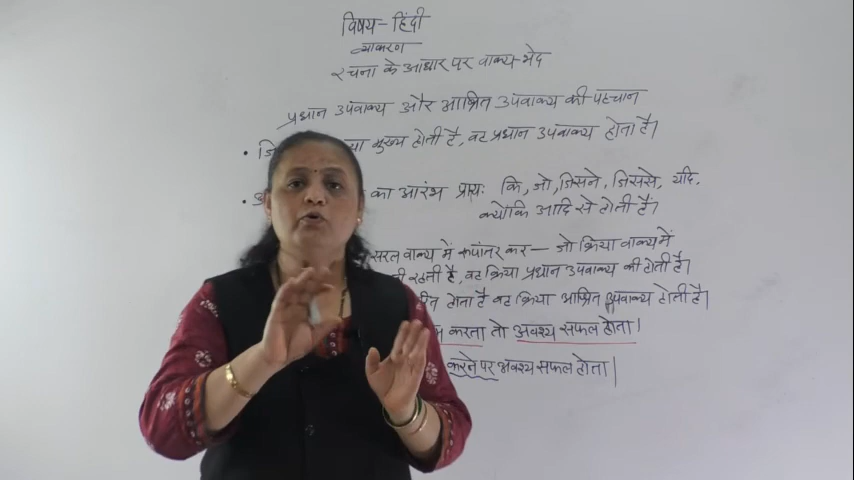 विषय- हिंदी
व्याकरण
रचना के आधार पर वाक्य-भेद
प्रधान उपवाक्य और आश्रित उपवाक्य की पहचान
• मुख्य होती है, वह प्रधान उपवाक्य होता है।
• का आरंभ प्रायः कि, जो, जिसने, जिससे, यदि,
क्योंकि आदि से होती हैं।
सरल वाक्य में रूपांतर कर – जो क्रिया वाक्य में
रहती है, वह क्रिया प्रधान उपवाक्य की होती है।
होता है वह क्रिया आश्रित उपवाक्य होती है।
करता तो अवश्य सफल होता।
करने पर अवश्य सफल होता।